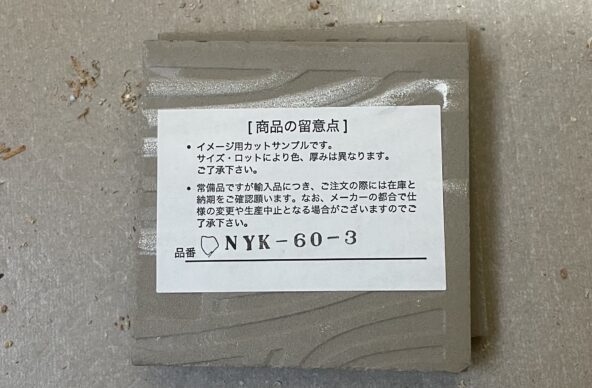 [商品の留意点]
• イメージ用カットサンプルです。
サイズ・ロットにより色、厚みは異なります。
ご了承下さい。
• 常備品ですが輸入品につき、ご注文の際には在庫と
納期をご確認願います。なお、メーカーの都合で仕
様の変更や生産中止となる場合がございますのでご
了承下さい。
品番 NYK-60-3